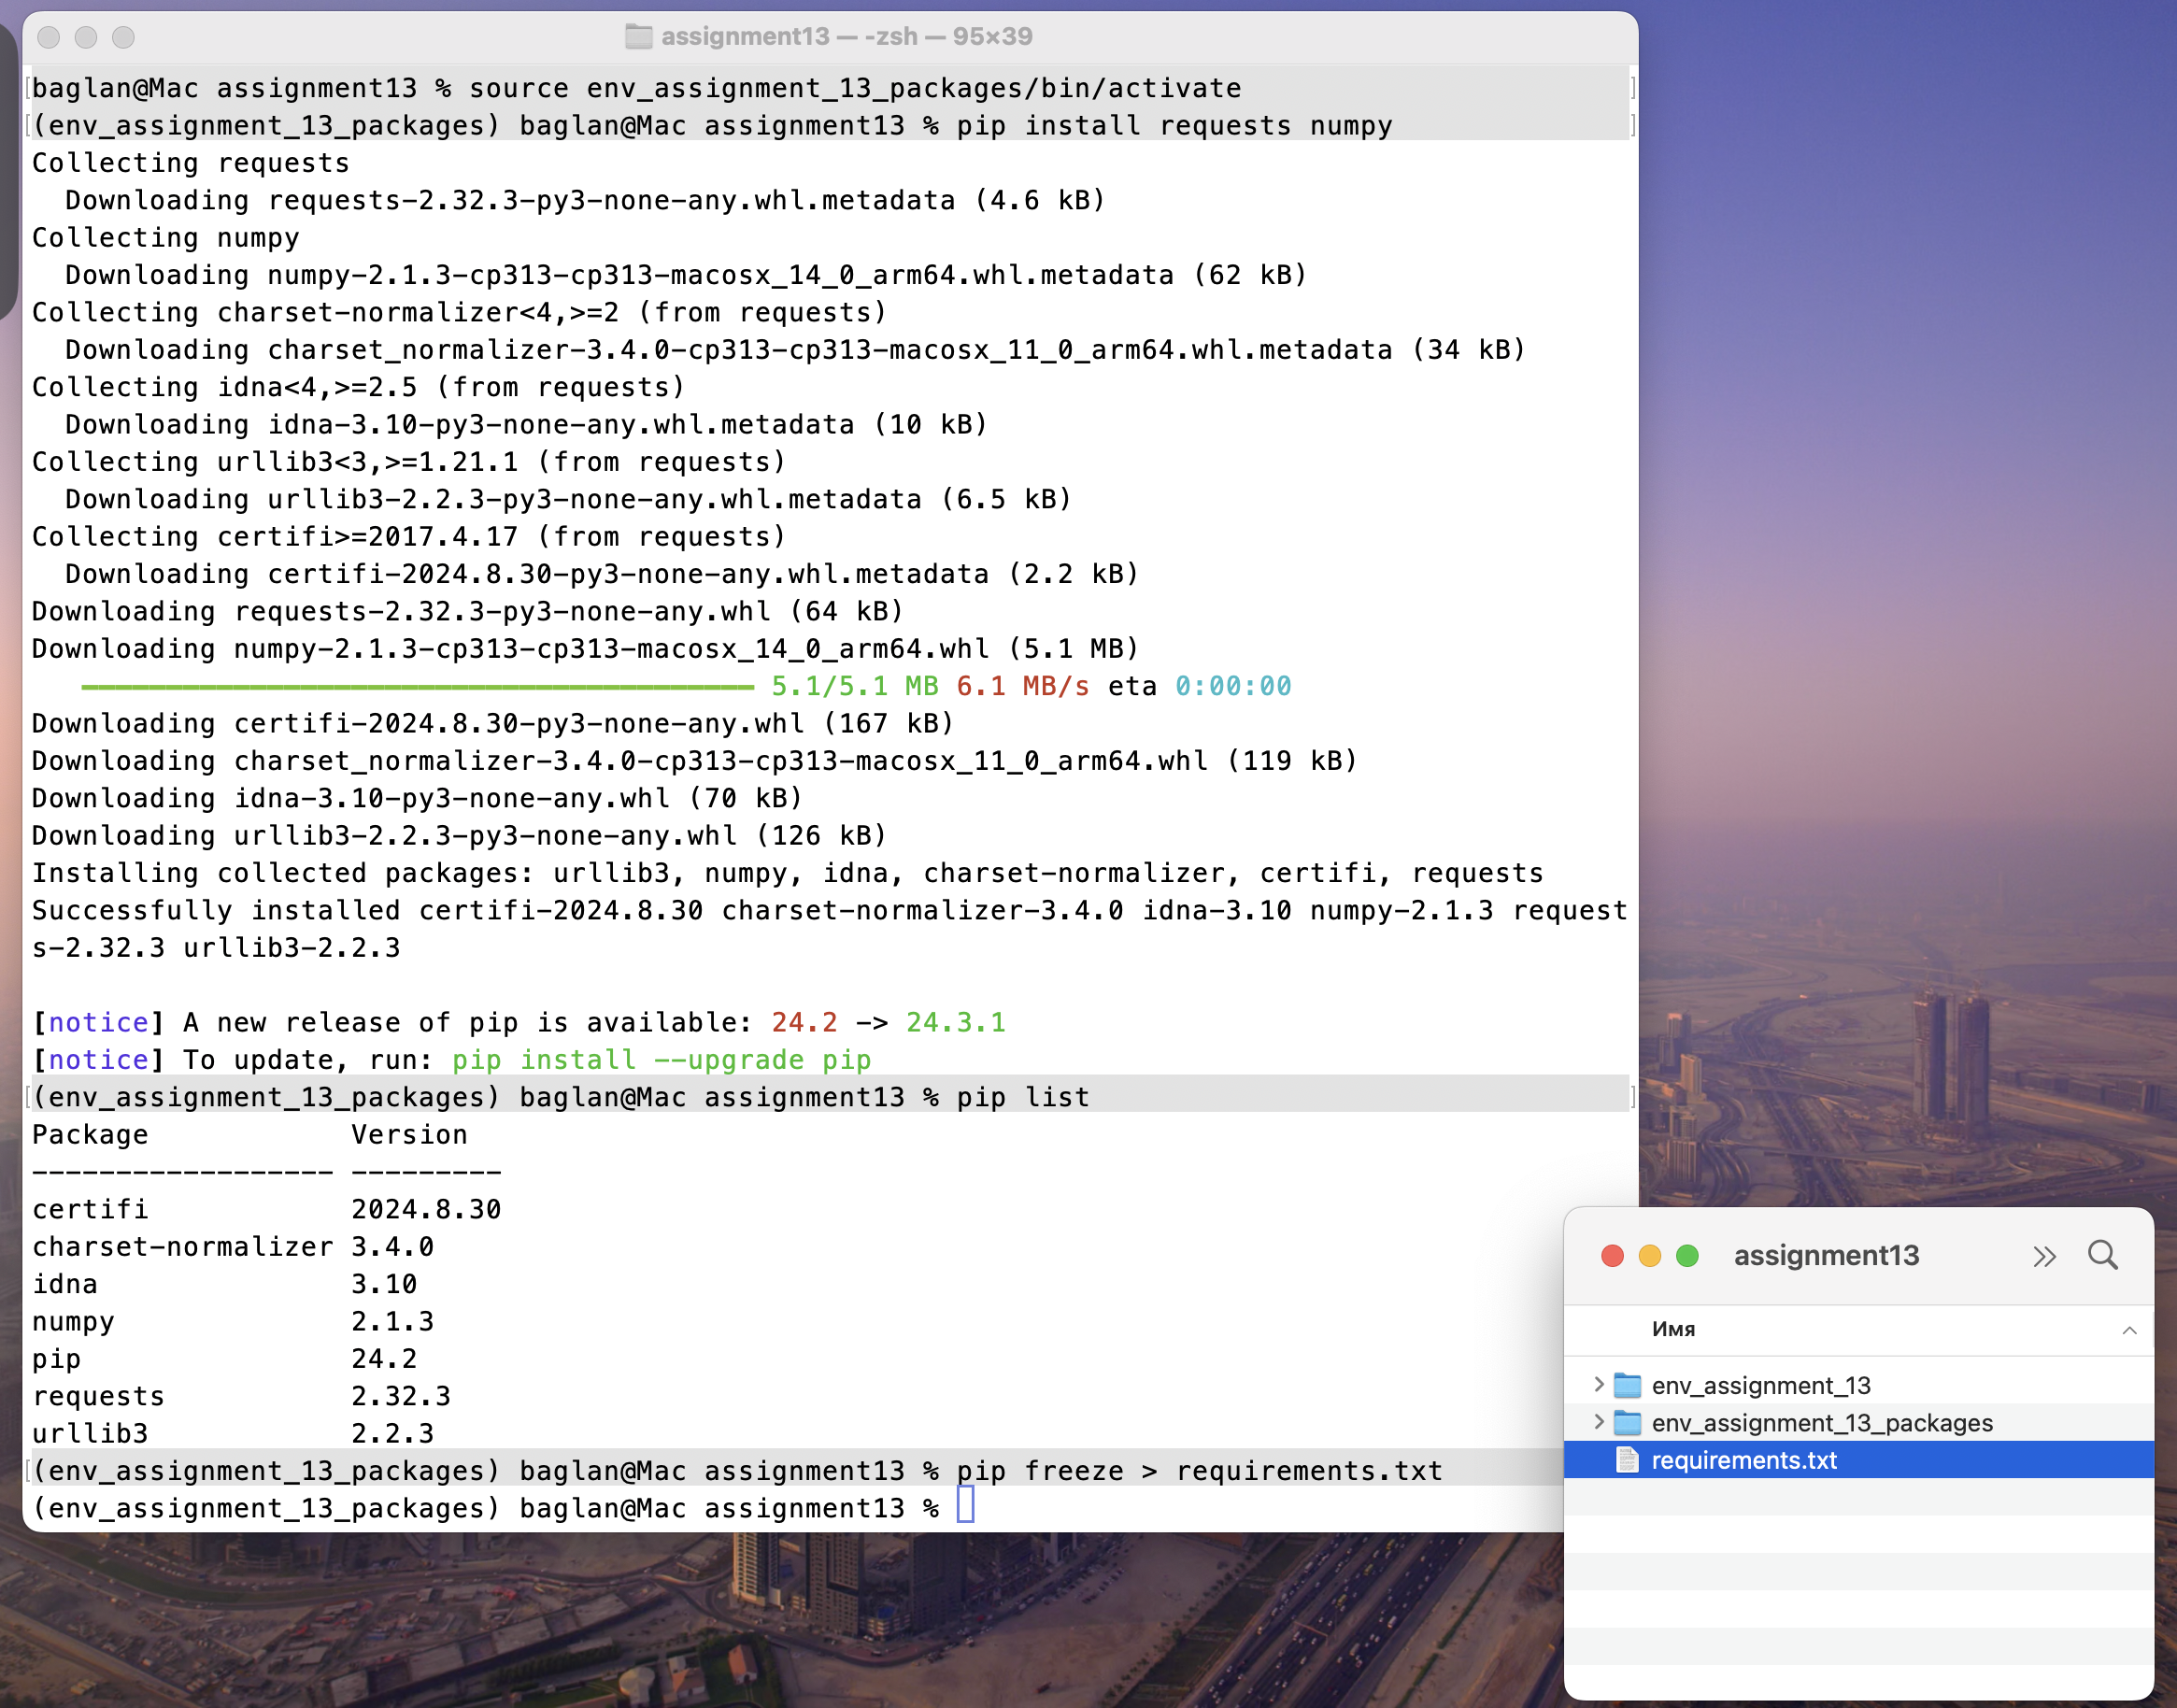 assignment13 — -zsh — 95×39
baglan@Mac assignment13 % source env_assignment_13_packages/bin/activate
(env_assignment_13_packages) baglan@Mac assignment13 % pip install requests numpy
Collecting requests
  Downloading requests-2.32.3-py3-none-any.whl.metadata (4.6 kB)
Collecting numpy
  Downloading numpy-2.1.3-cp313-cp313-macosx_14_0_arm64.whl.metadata (62 kB)
Collecting charset-normalizer<4,>=2 (from requests)
  Downloading charset_normalizer-3.4.0-cp313-cp313-macosx_11_0_arm64.whl.metadata (34 kB)
Collecting idna<4,>=2.5 (from requests)
  Downloading idna-3.10-py3-none-any.whl.metadata (10 kB)
Collecting urllib3<3,>=1.21.1 (from requests)
  Downloading urllib3-2.2.3-py3-none-any.whl.metadata (6.5 kB)
Collecting certifi>=2017.4.17 (from requests)
  Downloading certifi-2024.8.30-py3-none-any.whl.metadata (2.2 kB)
Downloading requests-2.32.3-py3-none-any.whl (64 kB)
Downloading numpy-2.1.3-cp313-cp313-macosx_14_0_arm64.whl (5.1 MB)
5.1/5.1 MB 6.1 MB/s eta 0:00:00
Downloading certifi-2024.8.30-py3-none-any.whl (167 kB)
Downloading charset_normalizer-3.4.0-cp313-cp313-macosx_11_0_arm64.whl (119 kB)
Downloading idna-3.10-py3-none-any.whl (70 kB)
Downloading urllib3-2.2.3-py3-none-any.whl (126 kB)
Installing collected packages: urllib3, numpy, idna, charset-normalizer, certifi, requests
Successfully installed certifi-2024.8.30 charset-normalizer-3.4.0 idna-3.10 numpy-2.1.3 request
s-2.32.3 urllib3-2.2.3
[notice] A new release of pip is available: 24.2 -> 24.3.1
[notice] To update, run: pip install --upgrade pip
(env_assignment_13_packages) baglan@Mac assignment13 % pip list
Package            Version
------------------ ---------
certifi            2024.8.30
charset-normalizer 3.4.0
idna               3.10
numpy              2.1.3
pip                24.2
requests           2.32.3
urllib3            2.2.3
(env_assignment_13_packages) baglan@Mac assignment13 % pip freeze > requirements.txt
(env_assignment_13_packages) baglan@Mac assignment13 %
assignment13
Имя
env_assignment_13
env_assignment_13_packages
requirements.txt